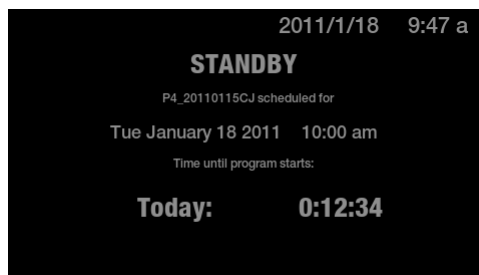 2011/1/18 9:47 a
STANDBY
P4_20110115CJ scheduled for
Tue January 18 2011 10:00 am
Time until program starts:
Today: 0:12:34